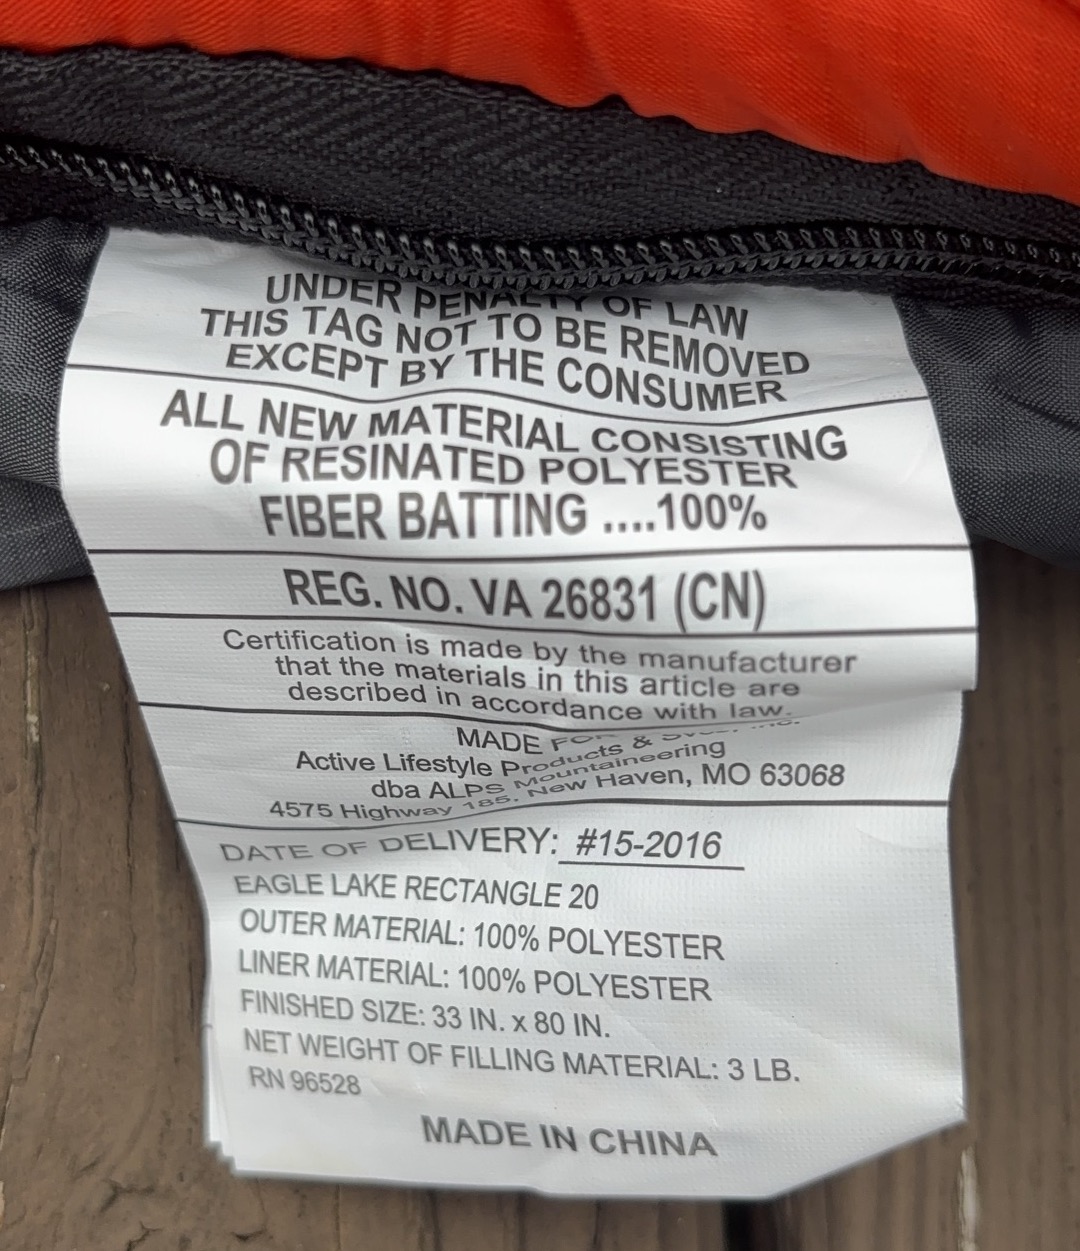 UNDER PENALTY OF LAW
THIS TAG NOT TO BE REMOVED
EXCEPT BY THE CONSUMER
ALL NEW MATERIAL CONSISTING
OF RESINATED POLYESTER
FIBER BATTING ....100%
REG. NO. VA 26831 (CN)
Certification is made by the manufacturer
that the materials in this article are
described in accordance with law.
MADE FOR
Active Lifestyle Products &
dba ALPS Mountaineering
4575 Highway 185, New Haven, MO 63068
DATE OF DELIVERY: #15-2016
EAGLE LAKE RECTANGLE 20
OUTER MATERIAL: 100% POLYESTER
LINER MATERIAL: 100% POLYESTER
FINISHED SIZE: 33 IN. x 80 IN.
NET WEIGHT OF FILLING MATERIAL: 3 LB.
RN 96528
MADE IN CHINA